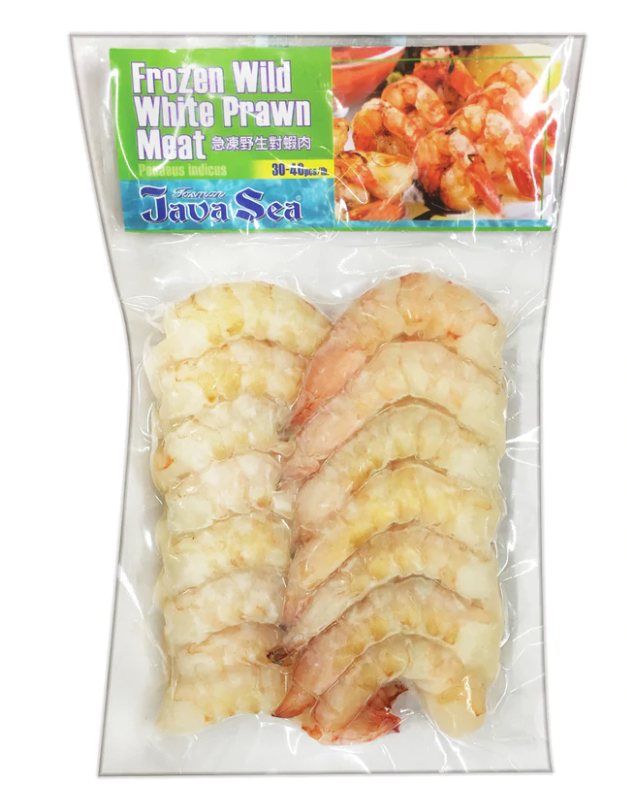 Frozen Wild
White Prawn
Meat 急凍野生對蝦肉
Penaeus indicus 30-40pcs/lb.
Tasman
Java Sea